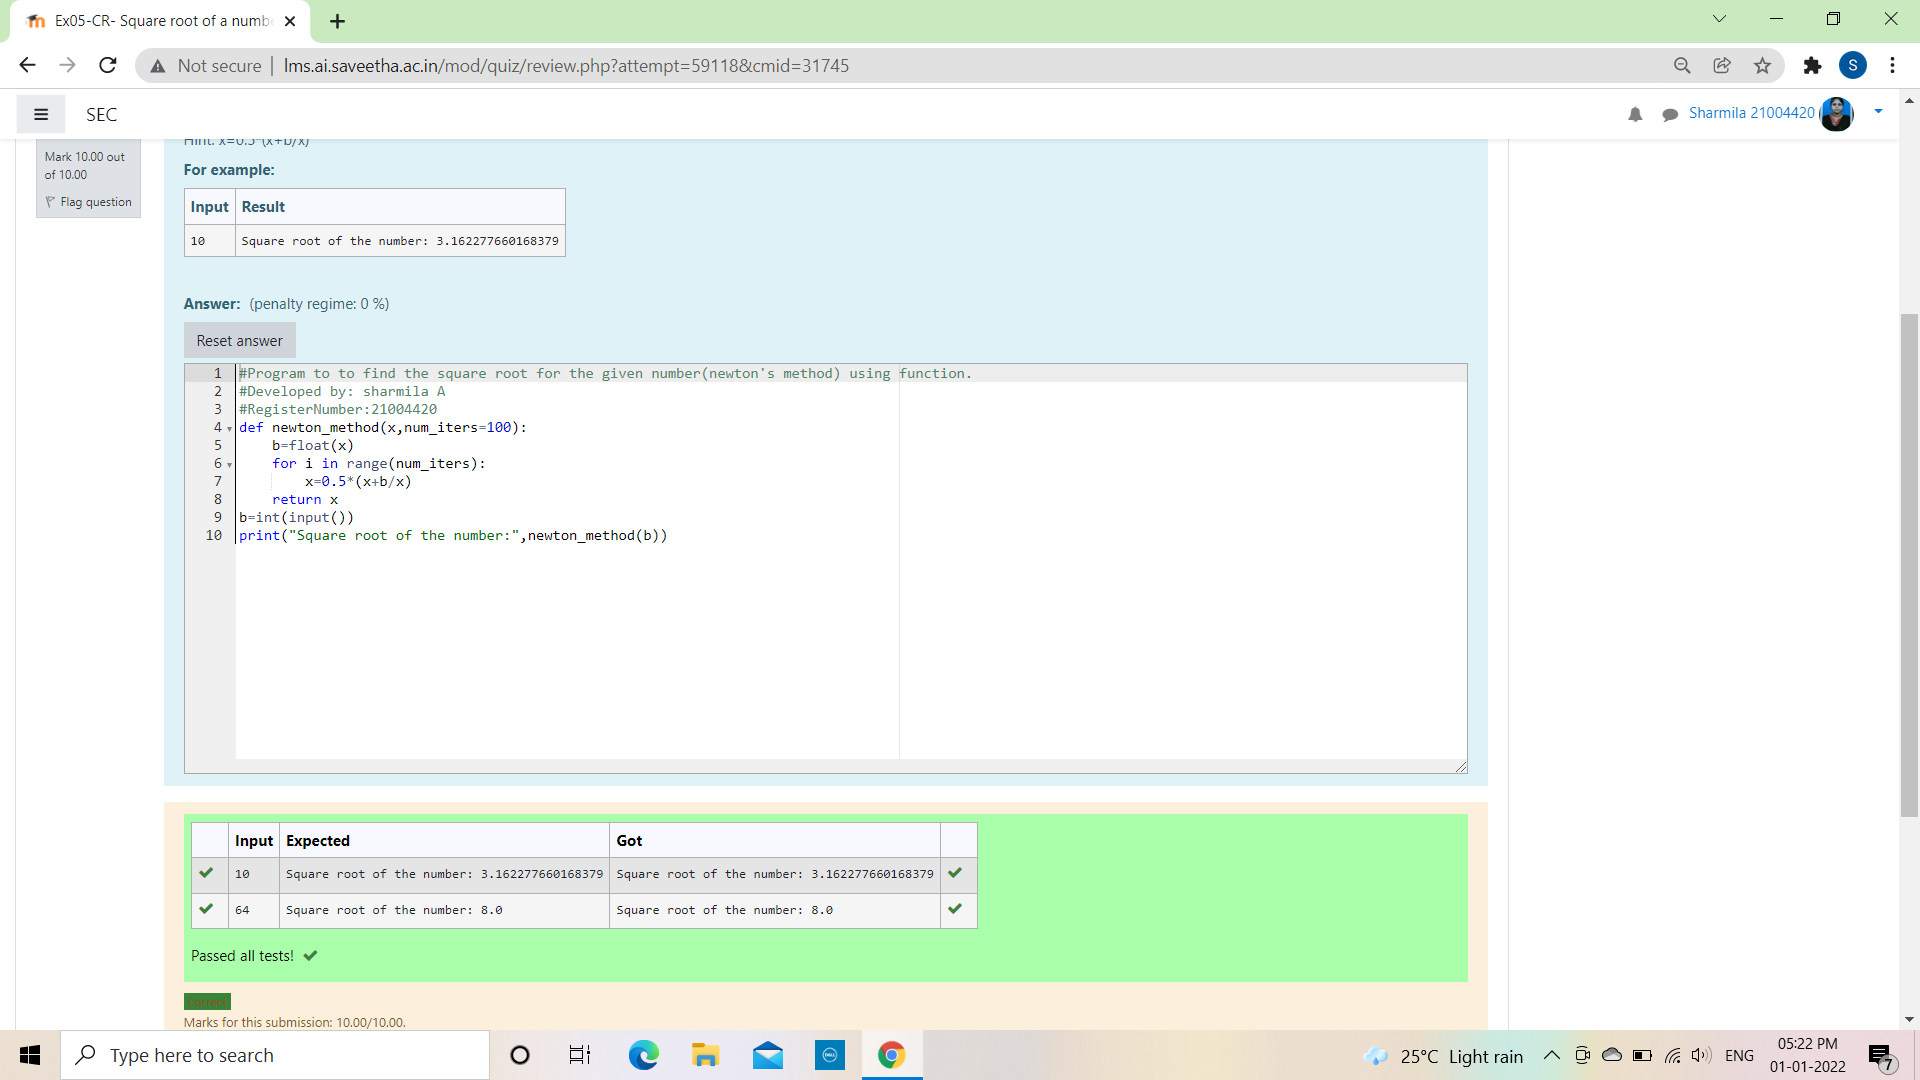 Ex05-CR- Square root of a numb
Not secure | lms.ai.saveetha.ac.in/mod/quiz/review.php?attempt=59118&cmid=31745
S
SEC
Sharmila 21004420
Mark 10.00 out
of 10.00
Flag question
Hint: x=0.5*(x+b/x)
For example:
Input Result
10 Square root of the number: 3.162277660168379
Answer: (penalty regime: 0 %)
Reset answer
1 #Program to to find the square root for the given number(newton's method) using function.
2 #Developed by: sharmila A
3 #RegisterNumber:21004420
4 def newton_method(x,num_iters=100):
5     b=float(x)
6     for i in range(num_iters):
7         x=0.5*(x+b/x)
8     return x
9 b=int(input())
10 print("Square root of the number:",newton_method(b))
Input Expected Got
10 Square root of the number: 3.162277660168379 Square root of the number: 3.162277660168379
64 Square root of the number: 8.0 Square root of the number: 8.0
Passed all tests!
Correct
Marks for this submission: 10.00/10.00.
Type here to search
DELL
25°C Light rain
ENG
05:22 PM
01-01-2022
7